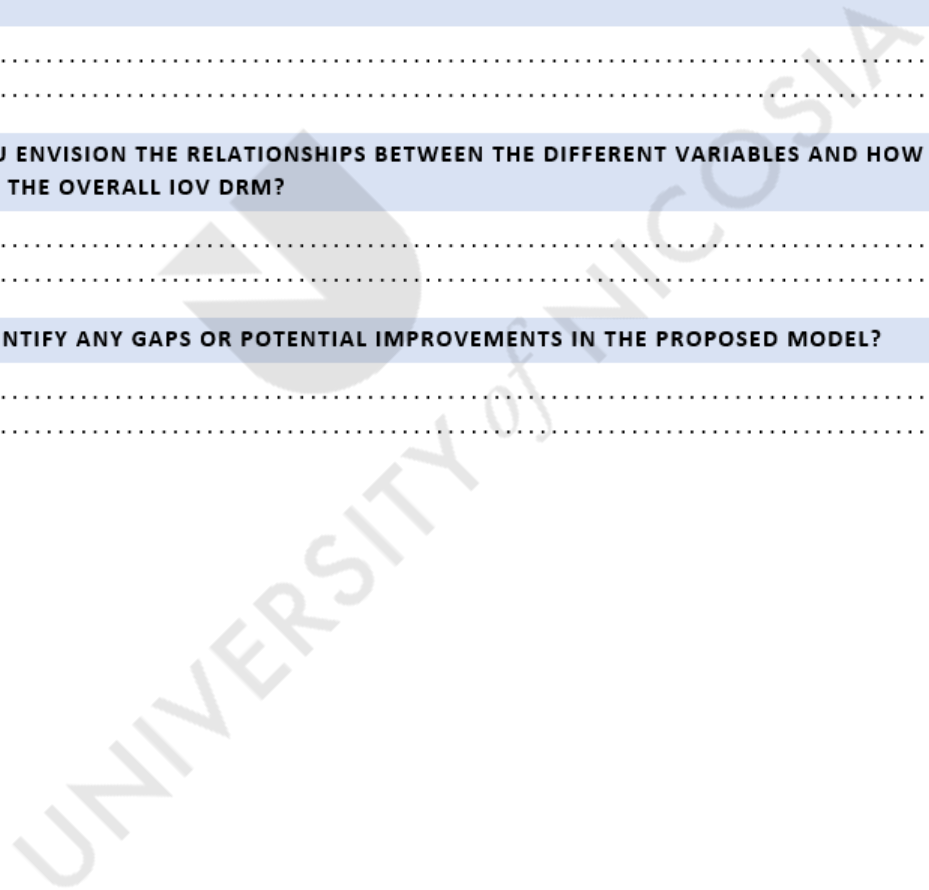 U ENVISION THE RELATIONSHIPS BETWEEN THE DIFFERENT VARIABLES AND HOW
THE OVERALL IOV DRM?
NTIFY ANY GAPS OR POTENTIAL IMPROVEMENTS IN THE PROPOSED MODEL?
UNIVERSITY of NICOSIA